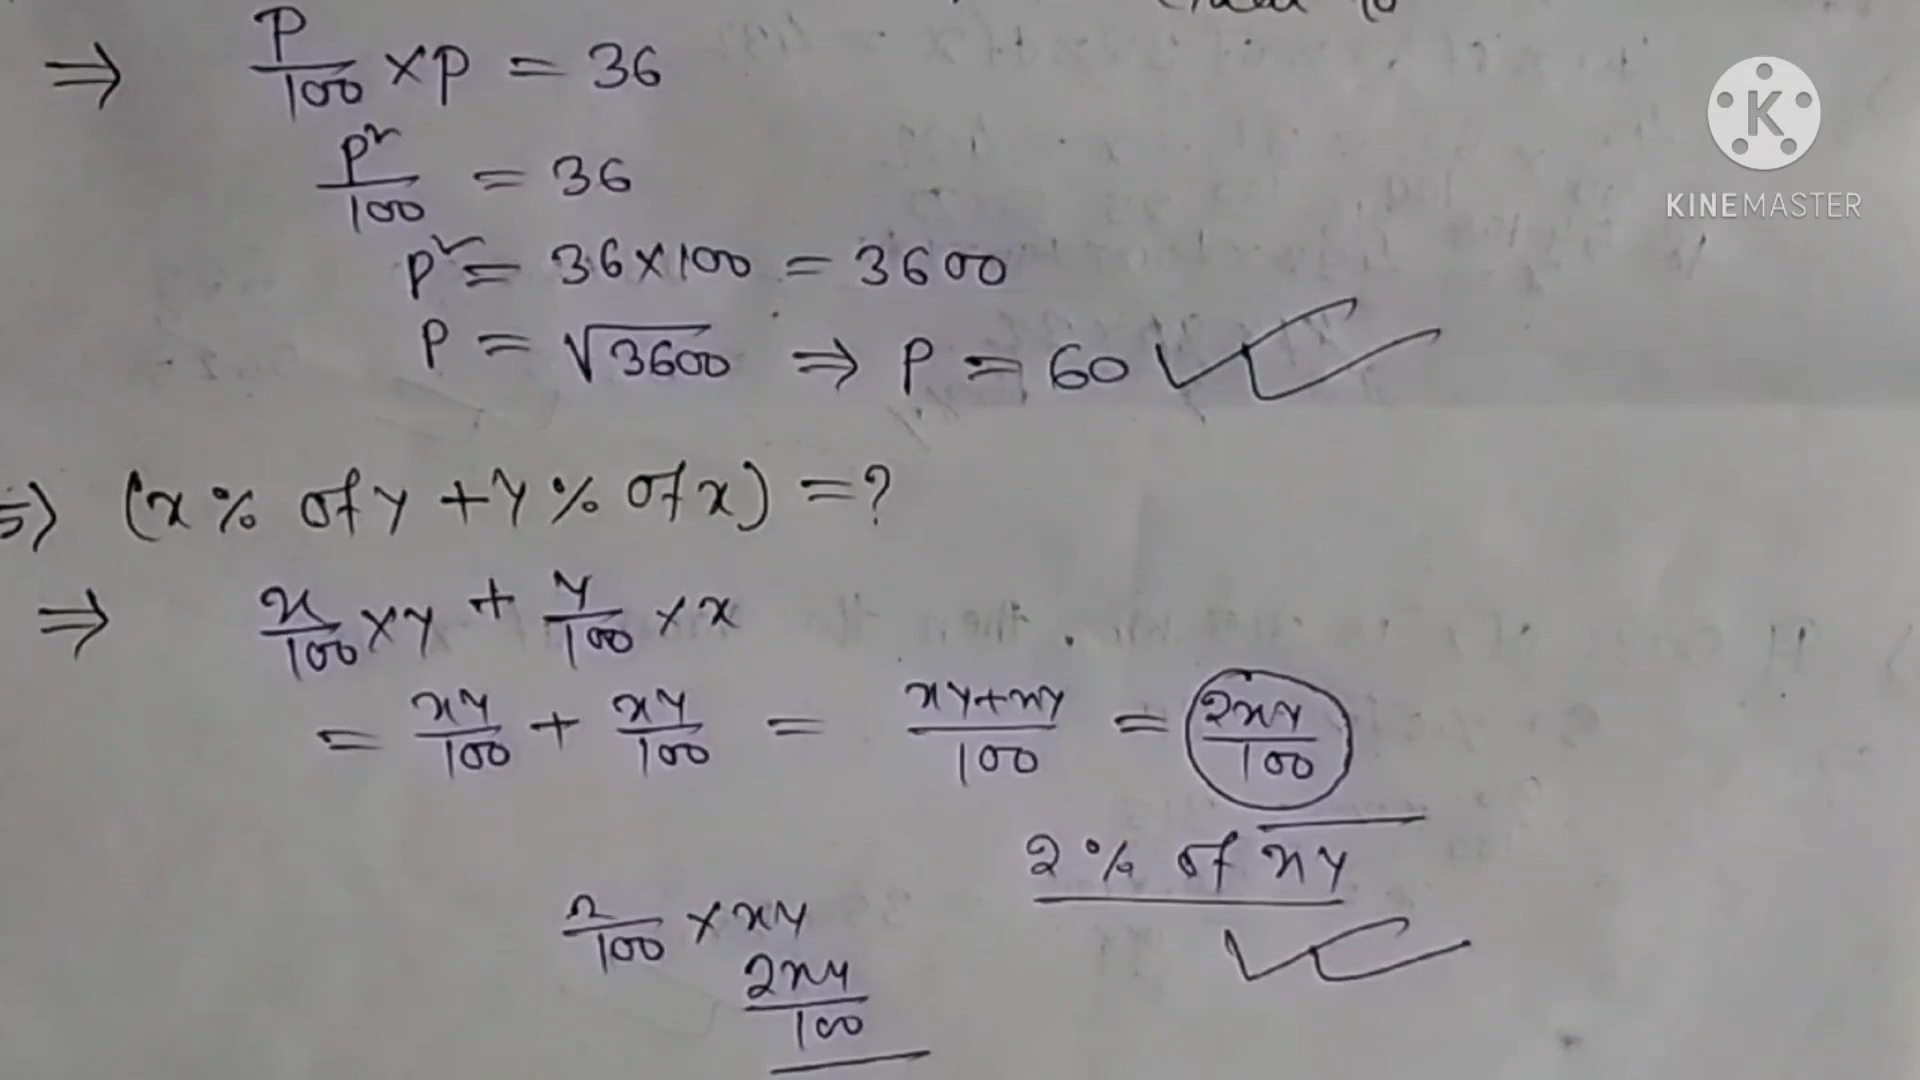 ⇒ P/100 × P = 36
P²/100 = 36
P² = 36×100 = 3600
P = √3600 ⇒ P = 60
KINEMASTER
5) (x% of y + y% of x) = ?
⇒ x/100 × y + y/100 × x
= xy/100 + xy/100 = xy+xy/100 = 2xy/100
2% of xy
2/100 × xy
2xy/100